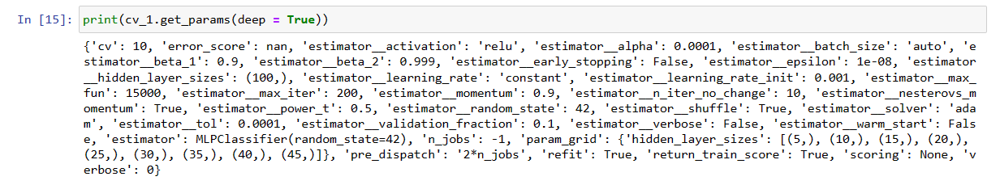 In [15]: print(cv_1.get_params(deep = True))
{'cv': 10, 'error_score': nan, 'estimator__activation': 'relu', 'estimator__alpha': 0.0001, 'estimator__batch_size': 'auto', 'e
stimator__beta_1': 0.9, 'estimator__beta_2': 0.999, 'estimator__early_stopping': False, 'estimator__epsilon': 1e-08, 'estimator
__hidden_layer_sizes': (100,), 'estimator__learning_rate': 'constant', 'estimator__learning_rate_init': 0.001, 'estimator__max_
fun': 15000, 'estimator__max_iter': 200, 'estimator__momentum': 0.9, 'estimator__n_iter_no_change': 10, 'estimator__nesterovs_m
omentum': True, 'estimator__power_t': 0.5, 'estimator__random_state': 42, 'estimator__shuffle': True, 'estimator__solver': 'ada
m', 'estimator__tol': 0.0001, 'estimator__validation_fraction': 0.1, 'estimator__verbose': False, 'estimator__warm_start': Fals
e, 'estimator': MLPClassifier(random_state=42), 'n_jobs': -1, 'param_grid': {'hidden_layer_sizes': [(5,), (10,), (15,), (20,),
(25,), (30,), (35,), (40,), (45,)]}, 'pre_dispatch': '2*n_jobs', 'refit': True, 'return_train_score': True, 'scoring': None, 'v
erbose': 0}